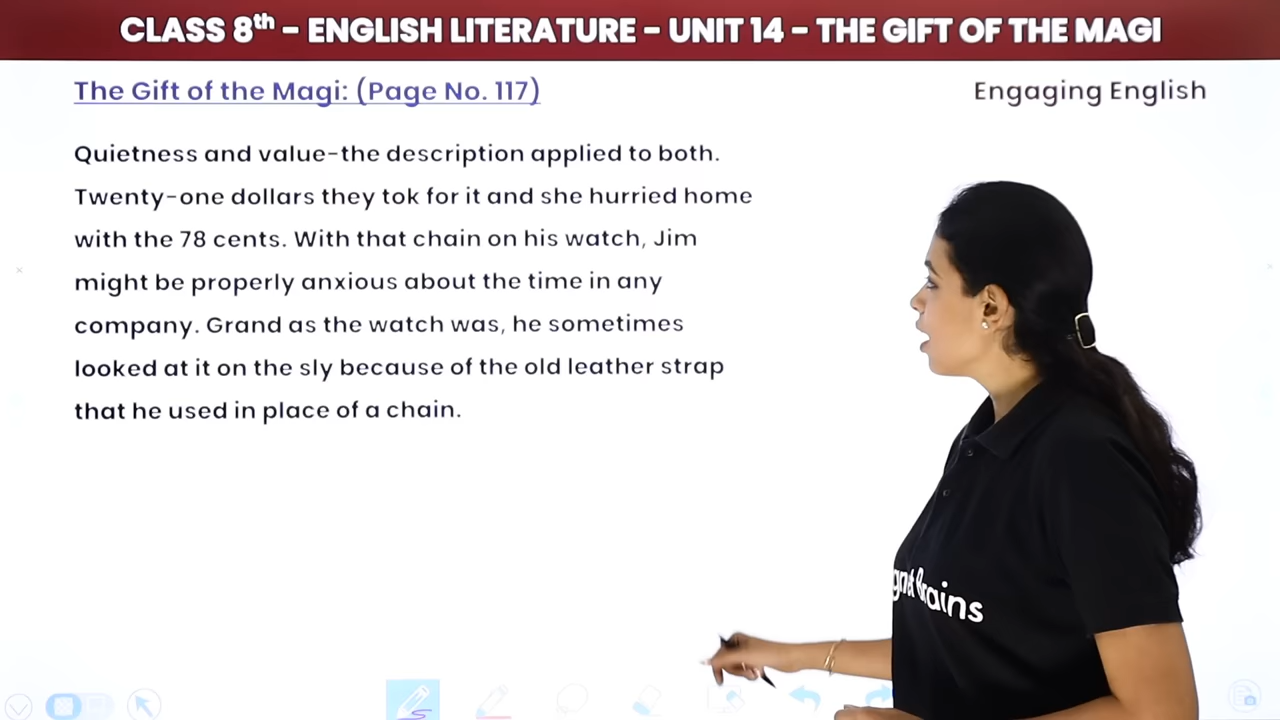 CLASS 8th – ENGLISH LITERATURE – UNIT 14 – THE GIFT OF THE MAGI
The Gift of the Magi: (Page No. 117)
Engaging English
Quietness and value-the description applied to both.
Twenty-one dollars they tok for it and she hurried home
with the 78 cents. With that chain on his watch, Jim
might be properly anxious about the time in any
company. Grand as the watch was, he sometimes
looked at it on the sly because of the old leather strap
that he used in place of a chain.